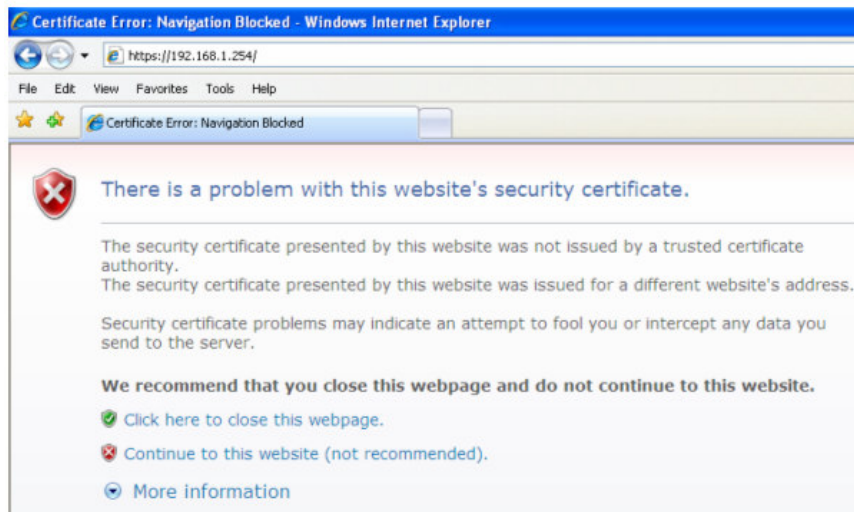 Certificate Error: Navigation Blocked - Windows Internet Explorer
https://192.168.1.254/
File Edit View Favorites Tools Help
Certificate Error: Navigation Blocked
There is a problem with this website's security certificate.
The security certificate presented by this website was not issued by a trusted certificate
authority.
The security certificate presented by this website was issued for a different website's address.
Security certificate problems may indicate an attempt to fool you or intercept any data you
send to the server.
We recommend that you close this webpage and do not continue to this website.
Click here to close this webpage.
Continue to this website (not recommended).
More information